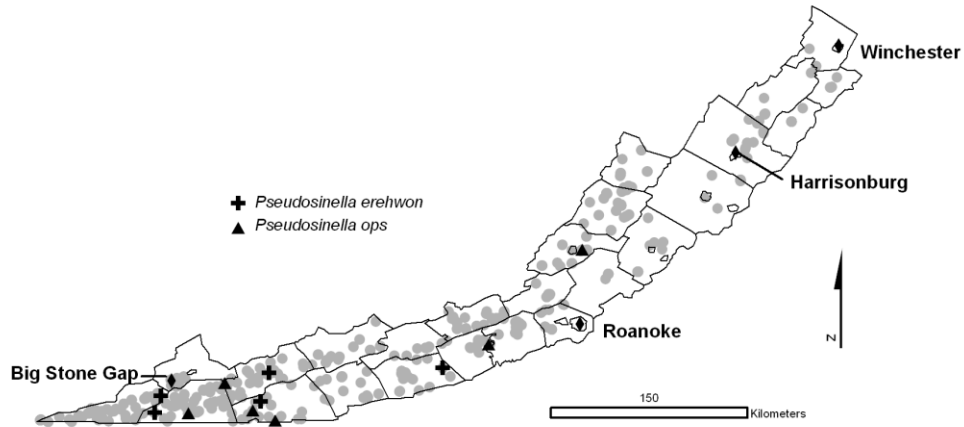 Winchester
Harrisonburg
Pseudosinella erehwon
Pseudosinella ops
Roanoke
N
Big Stone Gap
150
Kilometers